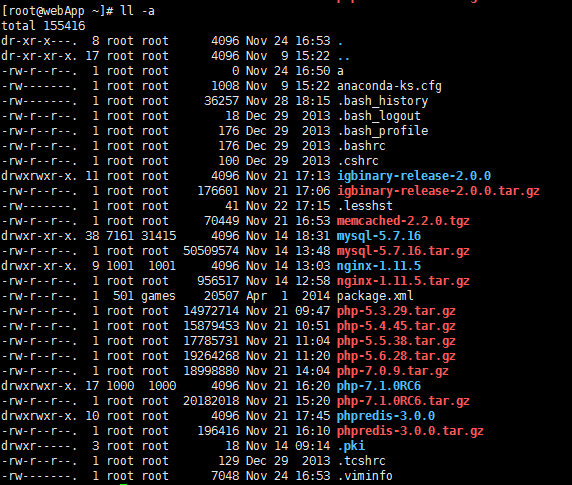 [root@webApp ~]# ll -a
total 155416
dr-xr-x---.  8 root root     4096 Nov 24 16:53 .
dr-xr-xr-x. 17 root root     4096 Nov  9 15:22 ..
-rw-r--r--.  1 root root        0 Nov 24 16:50 a
-rw-------.  1 root root     1008 Nov  9 15:22 anaconda-ks.cfg
-rw-------.  1 root root    36257 Nov 28 18:15 .bash_history
-rw-r--r--.  1 root root       18 Dec 29  2013 .bash_logout
-rw-r--r--.  1 root root      176 Dec 29  2013 .bash_profile
-rw-r--r--.  1 root root      176 Dec 29  2013 .bashrc
-rw-r--r--.  1 root root      100 Dec 29  2013 .cshrc
drwxrwxr-x. 11 root root     4096 Nov 21 17:13 igbinary-release-2.0.0
-rw-r--r--.  1 root root   176601 Nov 21 17:06 igbinary-release-2.0.0.tar.gz
-rw-------.  1 root root       41 Nov 22 17:15 .lesshst
-rw-r--r--.  1 root root    70449 Nov 21 16:53 memcached-2.2.0.tgz
drwxr-xr-x. 38 7161 31415    4096 Nov 14 18:31 mysql-5.7.16
-rw-r--r--.  1 root root 50509574 Nov 14 13:48 mysql-5.7.16.tar.gz
drwxr-xr-x.  9 1001  1001    4096 Nov 14 13:03 nginx-1.11.5
-rw-r--r--.  1 root root   956517 Nov 14 12:58 nginx-1.11.5.tar.gz
-rw-r--r--.  1  501 games   20507 Apr  1  2014 package.xml
-rw-r--r--.  1 root root 14972714 Nov 21 09:47 php-5.3.29.tar.gz
-rw-r--r--.  1 root root 15879453 Nov 21 10:51 php-5.4.45.tar.gz
-rw-r--r--.  1 root root 17785731 Nov 21 11:04 php-5.5.38.tar.gz
-rw-r--r--.  1 root root 19264268 Nov 21 11:20 php-5.6.28.tar.gz
-rw-r--r--.  1 root root 18998880 Nov 21 14:04 php-7.0.9.tar.gz
drwxrwxr-x. 17 1000  1000    4096 Nov 21 16:20 php-7.1.0RC6
-rw-r--r--.  1 root root 20182018 Nov 21 15:20 php-7.1.0RC6.tar.gz
drwxrwxr-x. 10 root root     4096 Nov 21 17:45 phpredis-3.0.0
-rw-r--r--.  1 root root   196416 Nov 21 16:10 phpredis-3.0.0.tar.gz
drwxr-----.  3 root root       18 Nov 14 09:14 .pki
-rw-r--r--.  1 root root      129 Dec 29  2013 .tcshrc
-rw-------.  1 root root     7048 Nov 24 16:53 .viminfo